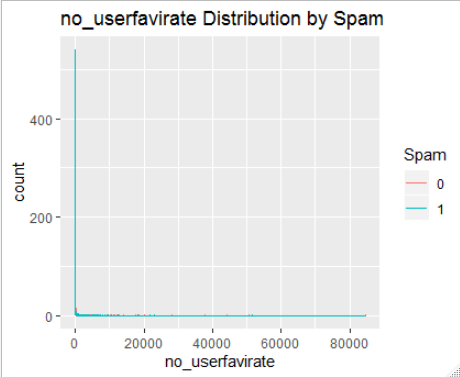 no_userfavirate Distribution by Spam
400
200
0
count
0 20000 40000 60000 80000
no_userfavirate
Spam
0
1